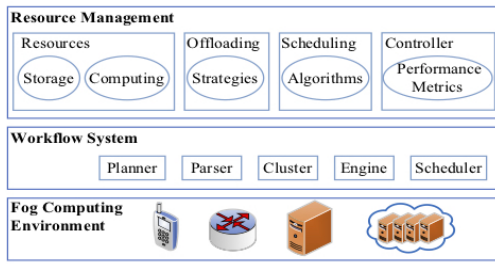 Resource Management
Resources
Storage
Computing
Offloading
Strategies
Scheduling
Algorithms
Controller
Performance
Metrics
Workflow System
Planner
Parser
Cluster
Engine
Scheduler
Fog Computing
Environment